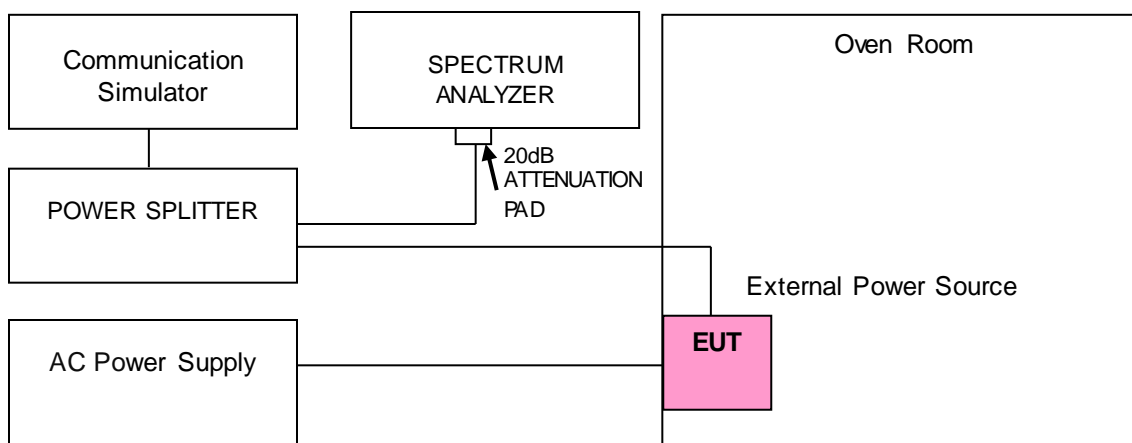 Communication
Simulator
SPECTRUM
ANALYZER
Oven Room
20dB
ATTENUATION
PAD
POWER SPLITTER
External Power Source
EUT
AC Power Supply